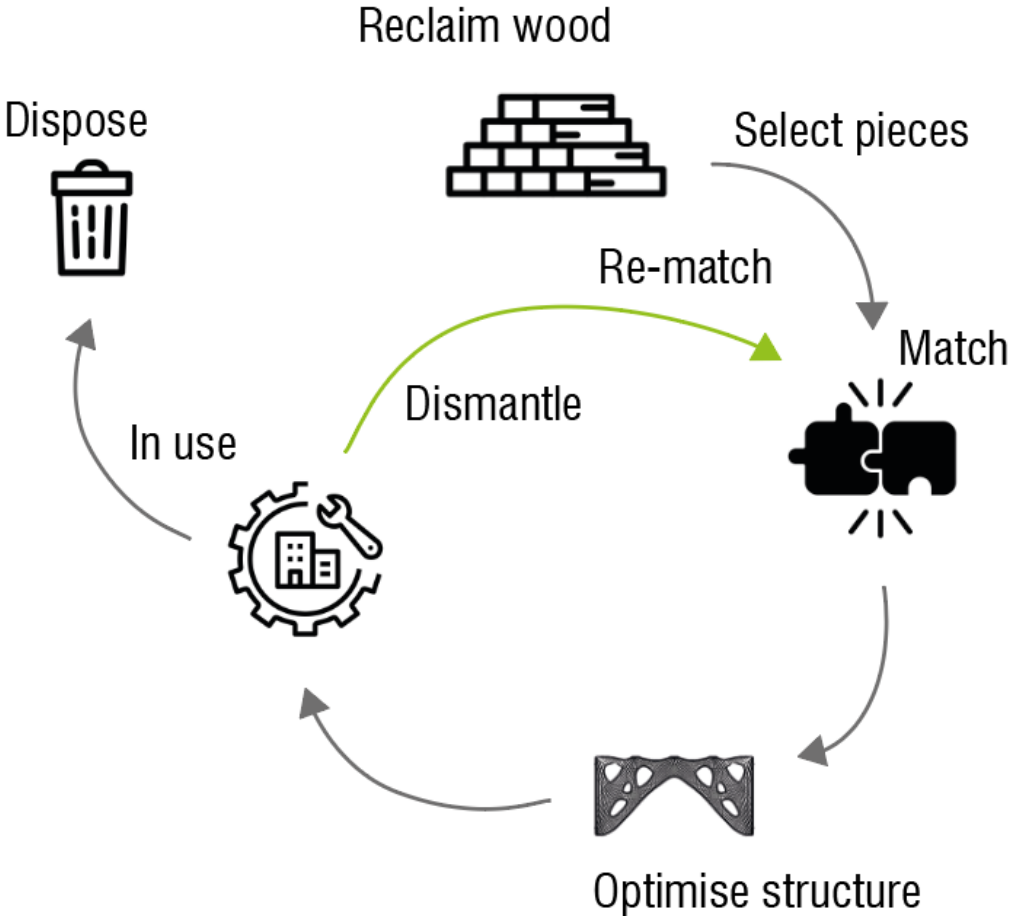 Reclaim wood
Dispose
Select pieces
Re-match
Match
Dismantle
In use
Optimise structure